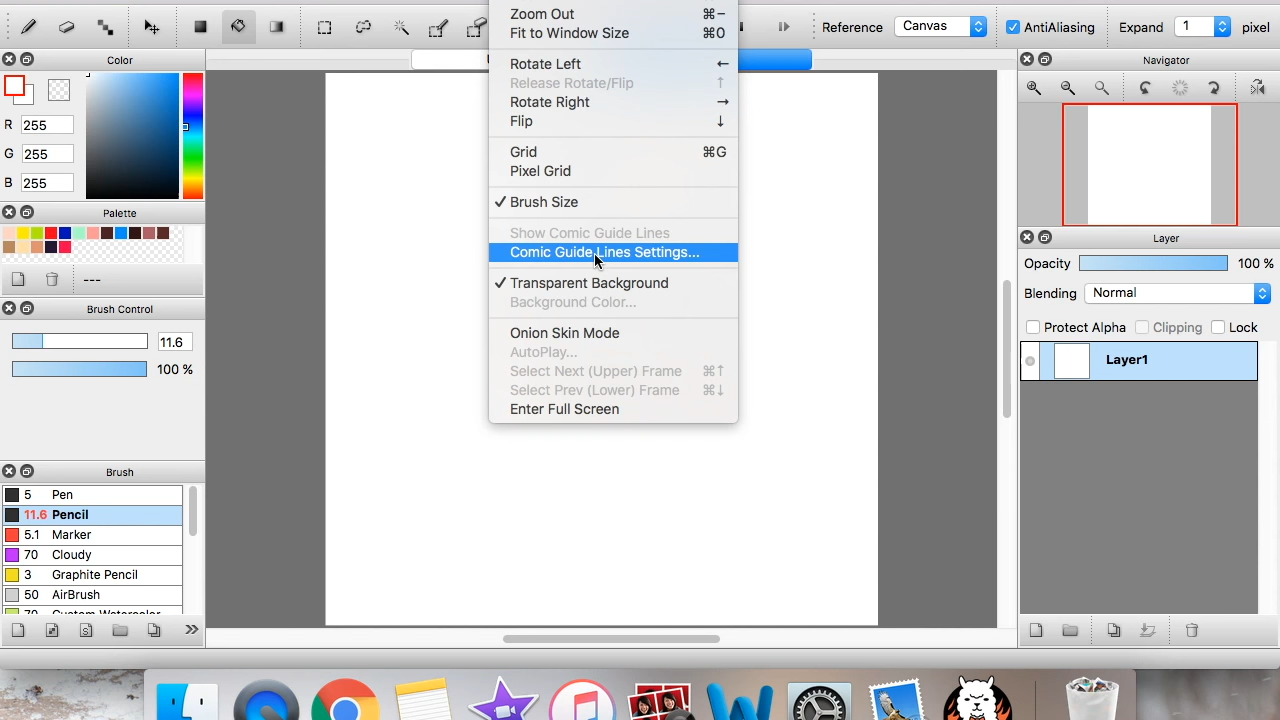 Reference Canvas AntiAliasing Expand 1 pixel
Zoom Out ⌘−
Fit to Window Size ⌘0
Rotate Left ←
Release Rotate/Flip ↑
Rotate Right →
Flip ↓
Grid ⌘G
Pixel Grid
✓ Brush Size
Show Comic Guide Lines
Comic Guide Lines Settings...
✓ Transparent Background
Background Color...
Onion Skin Mode
AutoPlay...
Select Next (Upper) Frame ⌘↑
Select Prev (Lower) Frame ⌘↓
Enter Full Screen
Color
R 255
G 255
B 255
Palette
---
Brush Control
11.6
100 %
Brush
5 Pen
11.6 Pencil
5.1 Marker
70 Cloudy
3 Graphite Pencil
50 AirBrush
70 Custom Watercolor
Navigator
Layer
Opacity 100 %
Blending Normal
Protect Alpha Clipping Lock
Layer1